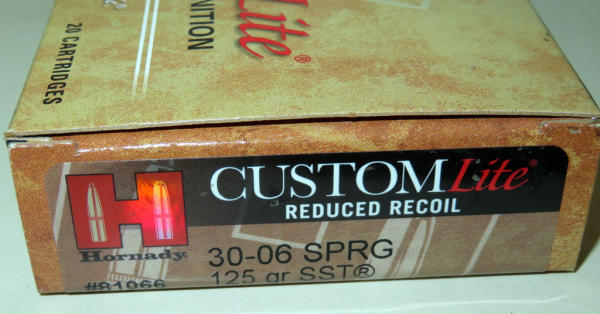 Lite®
NITION
20 CARTRIDGES
CUSTOM Lite®
REDUCED RECOIL
H
Hornady
30-06 SPRG
125 gr SST®
#81066